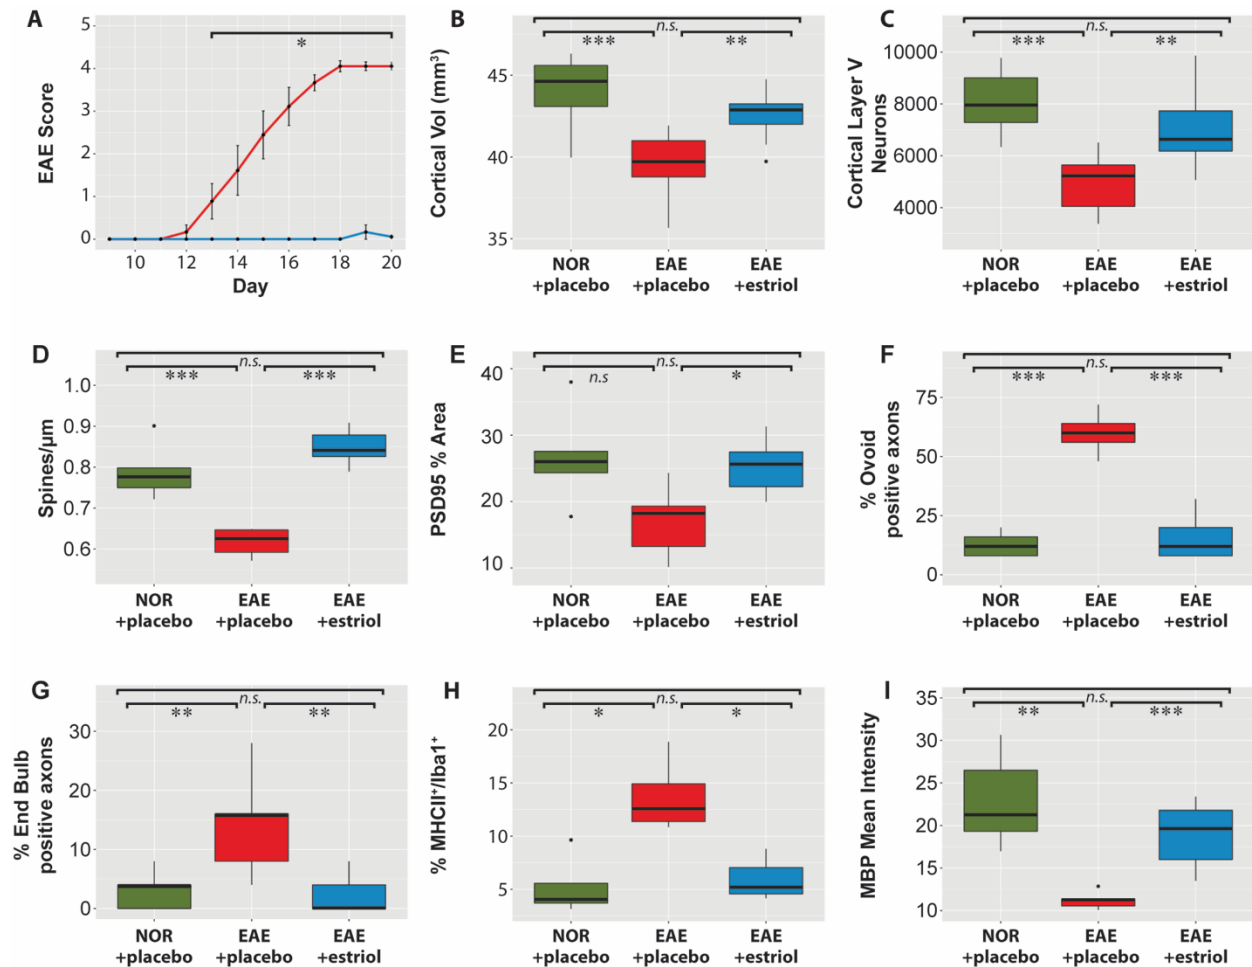 A
EAE Score
5
4
3
2
1
0
*
10 12 14 16 18 20
Day
B
Cortical Vol (mm³)
45
40
35
n.s.
*** **
NOR EAE EAE
+placebo +placebo +estriol
C
Cortical Layer V
Neurons
10000
8000
6000
4000
n.s.
*** **
NOR EAE EAE
+placebo +placebo +estriol
D
Spines/µm
1.0
0.9
0.8
0.7
0.6
n.s.
*** ***
NOR EAE EAE
+placebo +placebo +estriol
E
PSD95 % Area
40
30
20
10
n.s.
n.s *
NOR EAE EAE
+placebo +placebo +estriol
F
% Ovoid
positive axons
75
50
25
0
n.s.
*** ***
NOR EAE EAE
+placebo +placebo +estriol
G
% End Bulb
positive axons
30
20
10
0
n.s.
** **
NOR EAE EAE
+placebo +placebo +estriol
H
% MHCII⁺/Iba1⁺
20
15
10
5
n.s.
* *
NOR EAE EAE
+placebo +placebo +estriol
I
MBP Mean Intensity
35
30
25
20
15
10
n.s.
** ***
NOR EAE EAE
+placebo +placebo +estriol